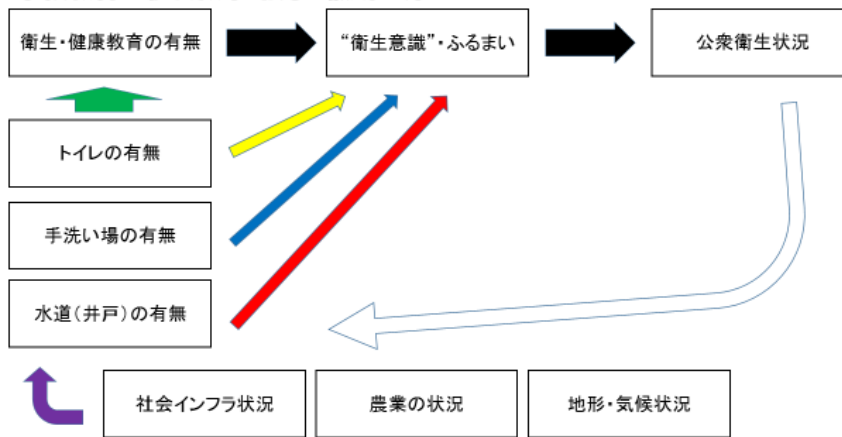 衛生・健康教育の有無
“衛生意識”・ふるまい
公衆衛生状況
トイレの有無
手洗い場の有無
水道(井戸)の有無
社会インフラ状況
農業の状況
地形・気候状況